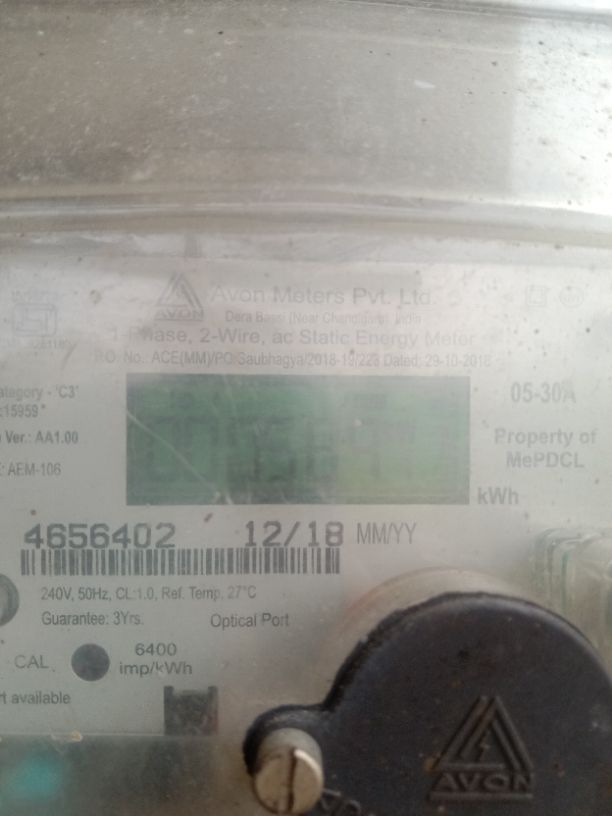 Avon Meters Pvt. Ltd.
AVON
Dera Bassi (Near Chandigarh), India
1-Phase, 2-Wire, ac Static Energy Meter
P.O. No.: ACE(MM)/PO:Saubhagya/2018-19/223 Dated; 29-10-2018
ategory - 'C3'
:15959
05-30A
Ver.: AA1.00
Property of
MePDCL
: AEM-106
kWh
4656402 12/18 MM/YY
240V, 50Hz, CL:1.0, Ref. Temp. 27°C
Guarantee: 3Yrs. Optical Port
CAL 6400
imp/kWh
rt available
AVON